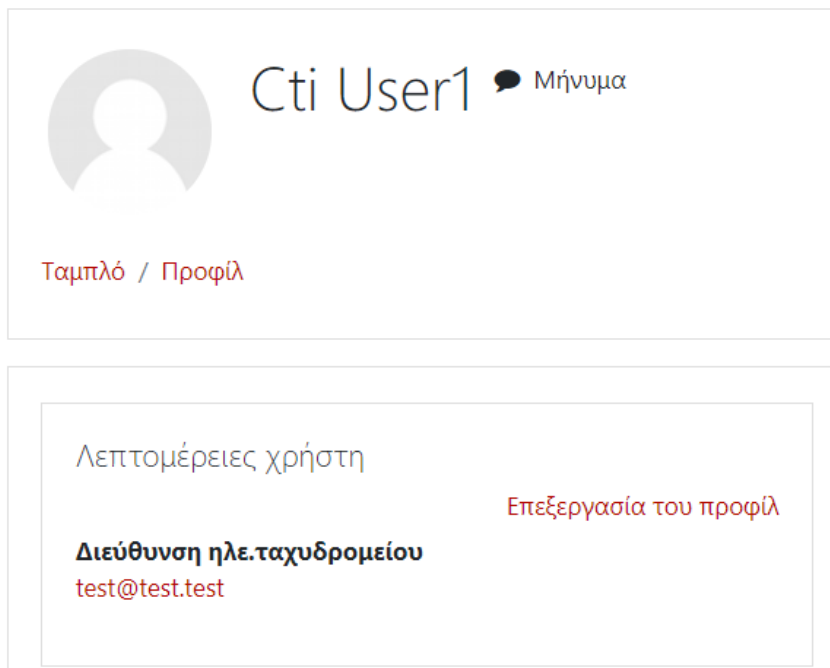 Cti User1 Μήνυμα
Ταμπλό / Προφίλ
Λεπτομέρειες χρήστη
Επεξεργασία του προφίλ
Διεύθυνση ηλε.ταχυδρομείου
test@test.test